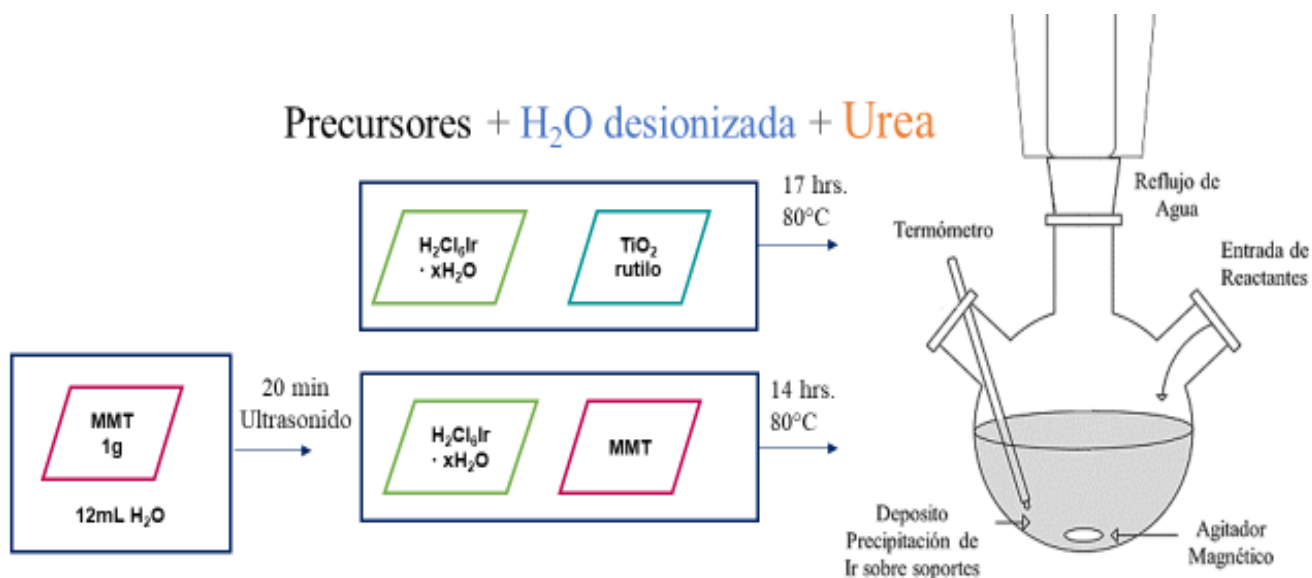 Precursores + H₂O desionizada + Urea
H₂Cl₆Ir
· xH₂O
TiO₂
rutilo
17 hrs.
80°C
MMT
1g
12mL H₂O
20 min
Ultrasonido
H₂Cl₆Ir
· xH₂O
MMT
14 hrs.
80°C
Reflujo de
Agua
Termómetro
Entrada de
Reactantes
Deposito
Precipitación de
Ir sobre soportes
Agitador
Magnético